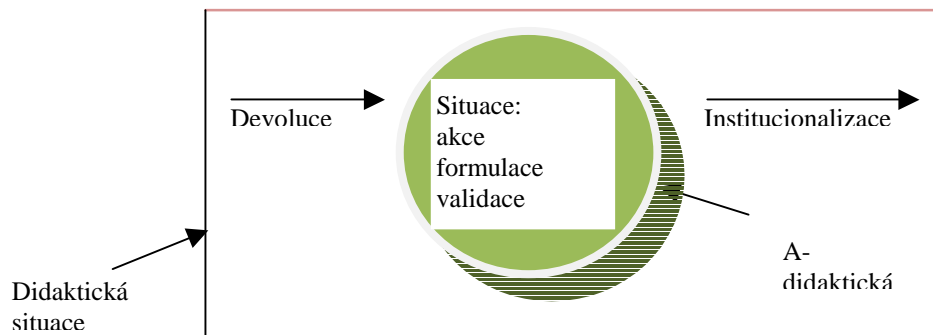 Devoluce
Situace:
akce
formulace
validace
Institucionalizace
A-
didaktická
Didaktická
situace